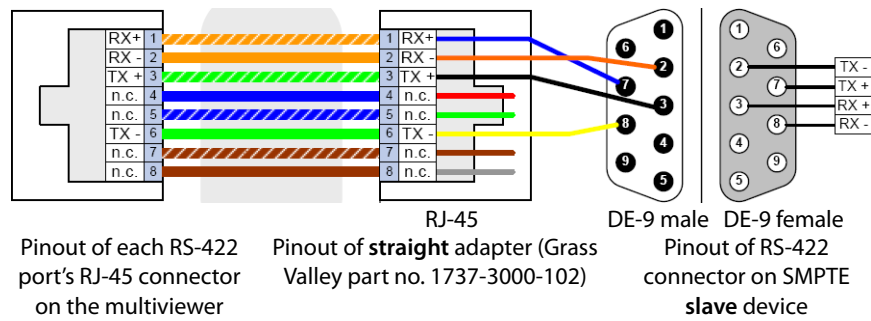 RX+ 1
RX - 2
TX + 3
n.c. 4
n.c. 5
TX - 6
n.c. 7
n.c. 8
1 RX+
2 RX -
3 TX +
4 n.c.
5 n.c.
6 TX -
7 n.c.
8 n.c.
1
6
2
7
3
8
4
9
5
1
6
2
7
3
8
4
9
5
TX -
TX +
RX +
RX -
RJ-45
DE-9 male
DE-9 female
Pinout of each RS-422
port's RJ-45 connector
on the multiviewer
Pinout of straight adapter (Grass
Valley part no. 1737-3000-102)
Pinout of RS-422
connector on SMPTE
slave device